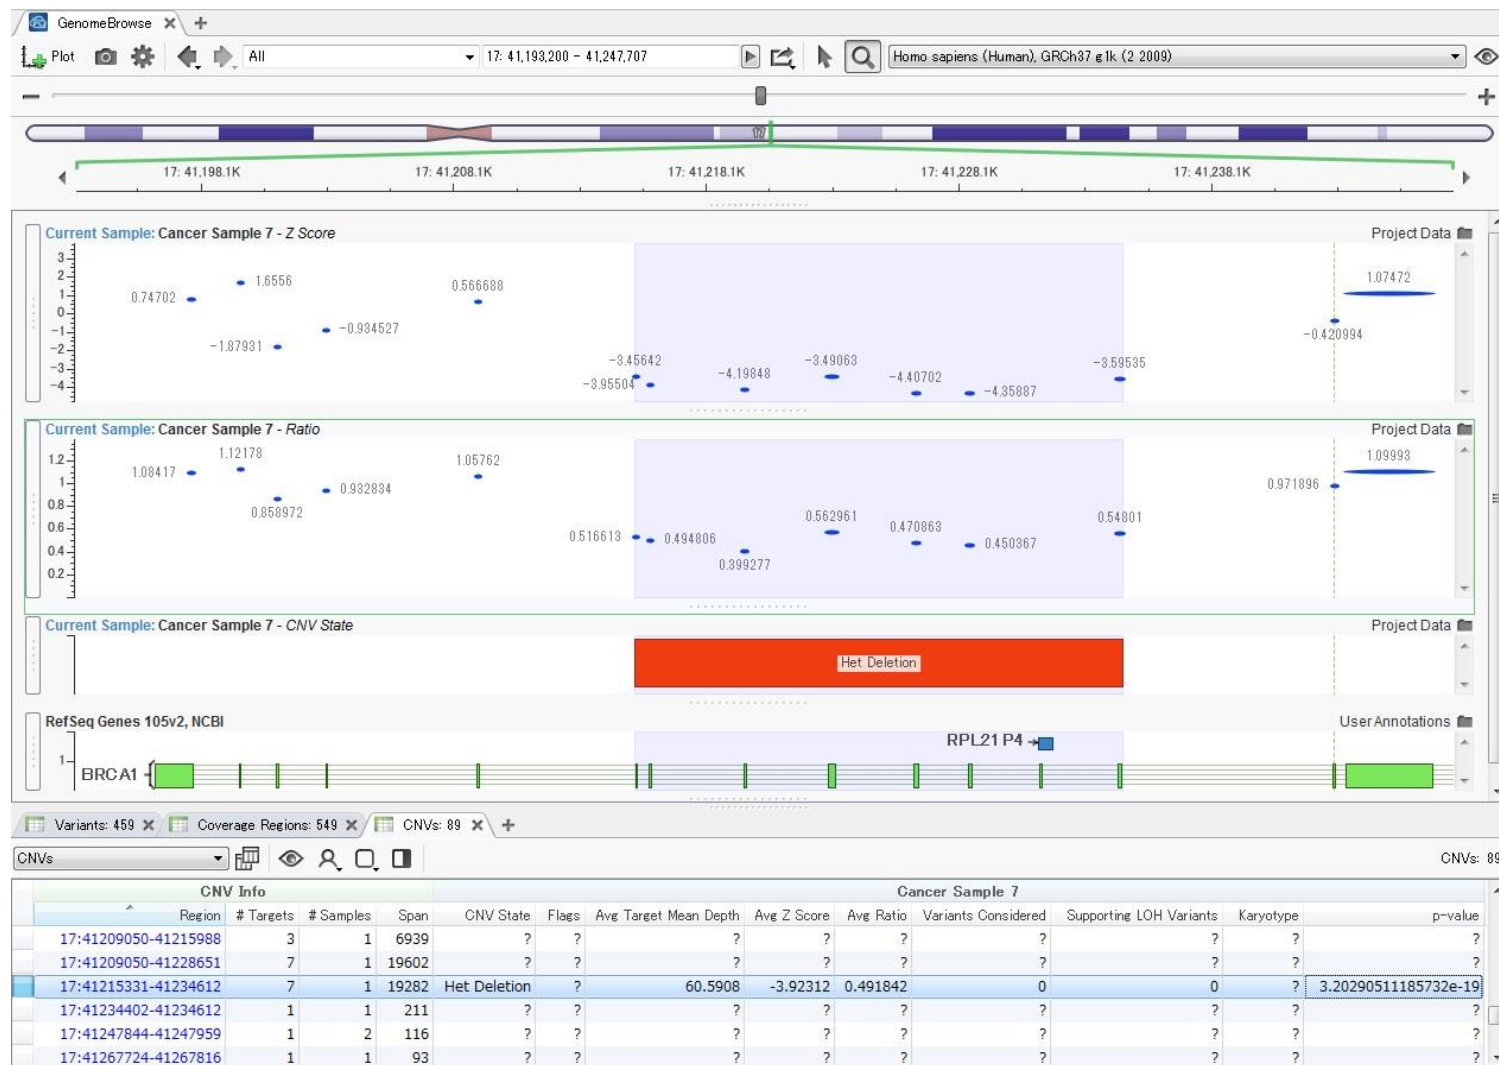 GenomeBrowse
Plot All 17: 41,193,200 - 41,247,707 Homo sapiens (Human), GRCh37 g1k (2 2009)
17
17: 41,198.1K 17: 41,208.1K 17: 41,218.1K 17: 41,228.1K 17: 41,238.1K
Current Sample: Cancer Sample 7 - Z Score Project Data
3
2
1
0
-1
-2
-3
-4
0.74702 1.6556 0.566688 1.07472
-1.87931 -0.934527 -0.420994
-3.45642 -3.49063 -3.59535
-3.95504 -4.19848 -4.40702 -4.35887
Current Sample: Cancer Sample 7 - Ratio Project Data
1.2
1
0.8
0.6
0.4
0.2
1.08417 1.12178 1.05762 1.09993
0.858972 0.932834 0.971896
0.516613 0.494806 0.562961 0.470863 0.450367 0.54801
0.399277
Current Sample: Cancer Sample 7 - CNV State Project Data
Het Deletion
RefSeq Genes 105v2, NCBI User Annotations
RPL21P4
1
BRCA1
Variants: 459 Coverage Regions: 549 CNVs: 89
CNVs CNVs: 89
CNV Info Cancer Sample 7
Region # Targets # Samples Span CNV State Flags Avg Target Mean Depth Avg Z Score Avg Ratio Variants Considered Supporting LOH Variants Karyotype p-value
17:41209050-41215988 3 1 6939 ? ? ? ? ? ? ? ? ?
17:41209050-41228651 7 1 19602 ? ? ? ? ? ? ? ? ?
17:41215331-41234612 7 1 19282 Het Deletion ? 60.5908 -3.92312 0.491842 0 0 ? 3.20290511185732e-19
17:41234402-41234612 1 1 211 ? ? ? ? ? ? ? ? ?
17:41247844-41247959 1 2 116 ? ? ? ? ? ? ? ? ?
17:41267724-41267816 1 1 93 ? ? ? ? ? ? ? ? ?